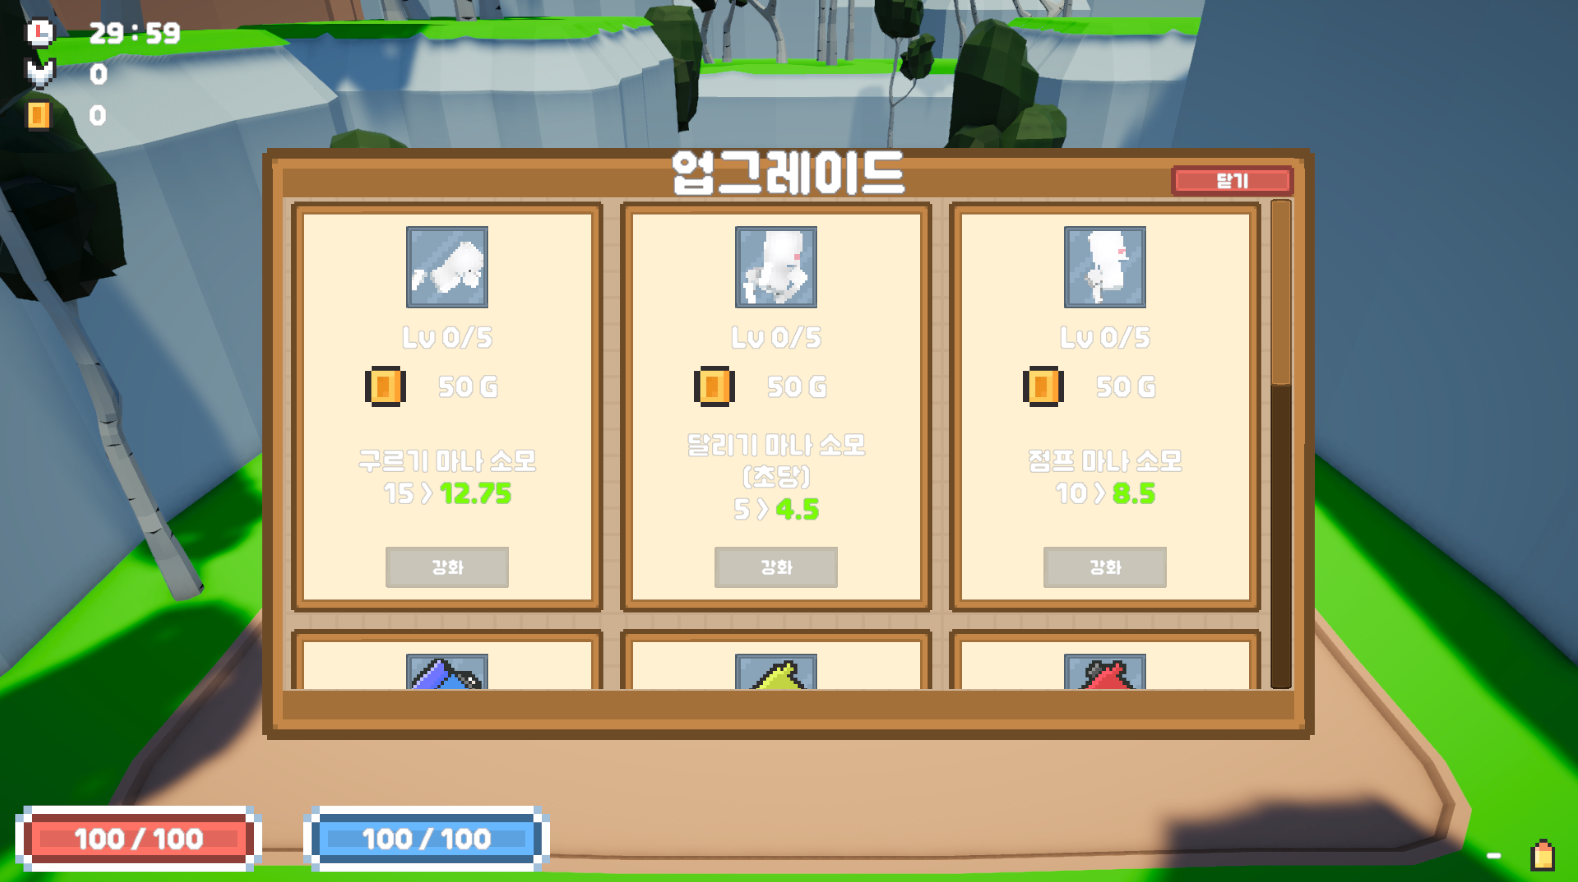 29 : 59
0
0
업그레이드
닫기
Lv 0/5
50 G
구르기 마나 소모
15 > 12.75
강화
Lv 0/5
50 G
달리기 마나 소모
(초당)
5 > 4.5
강화
Lv 0/5
50 G
점프 마나 소모
10 > 8.5
강화
100 / 100
100 / 100
-